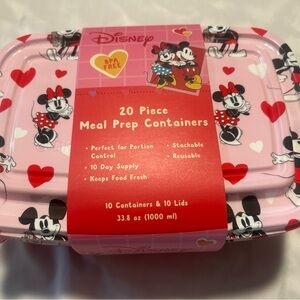 Disney
BPA
FREE
20 Piece
Meal Prep Containers
• Perfect for Portion
Control
• 10 Day Supply
• Keeps Food Fresh
• Stackable
• Reusable
10 Containers & 10 Lids
33.8 oz (1000 ml)
Disney